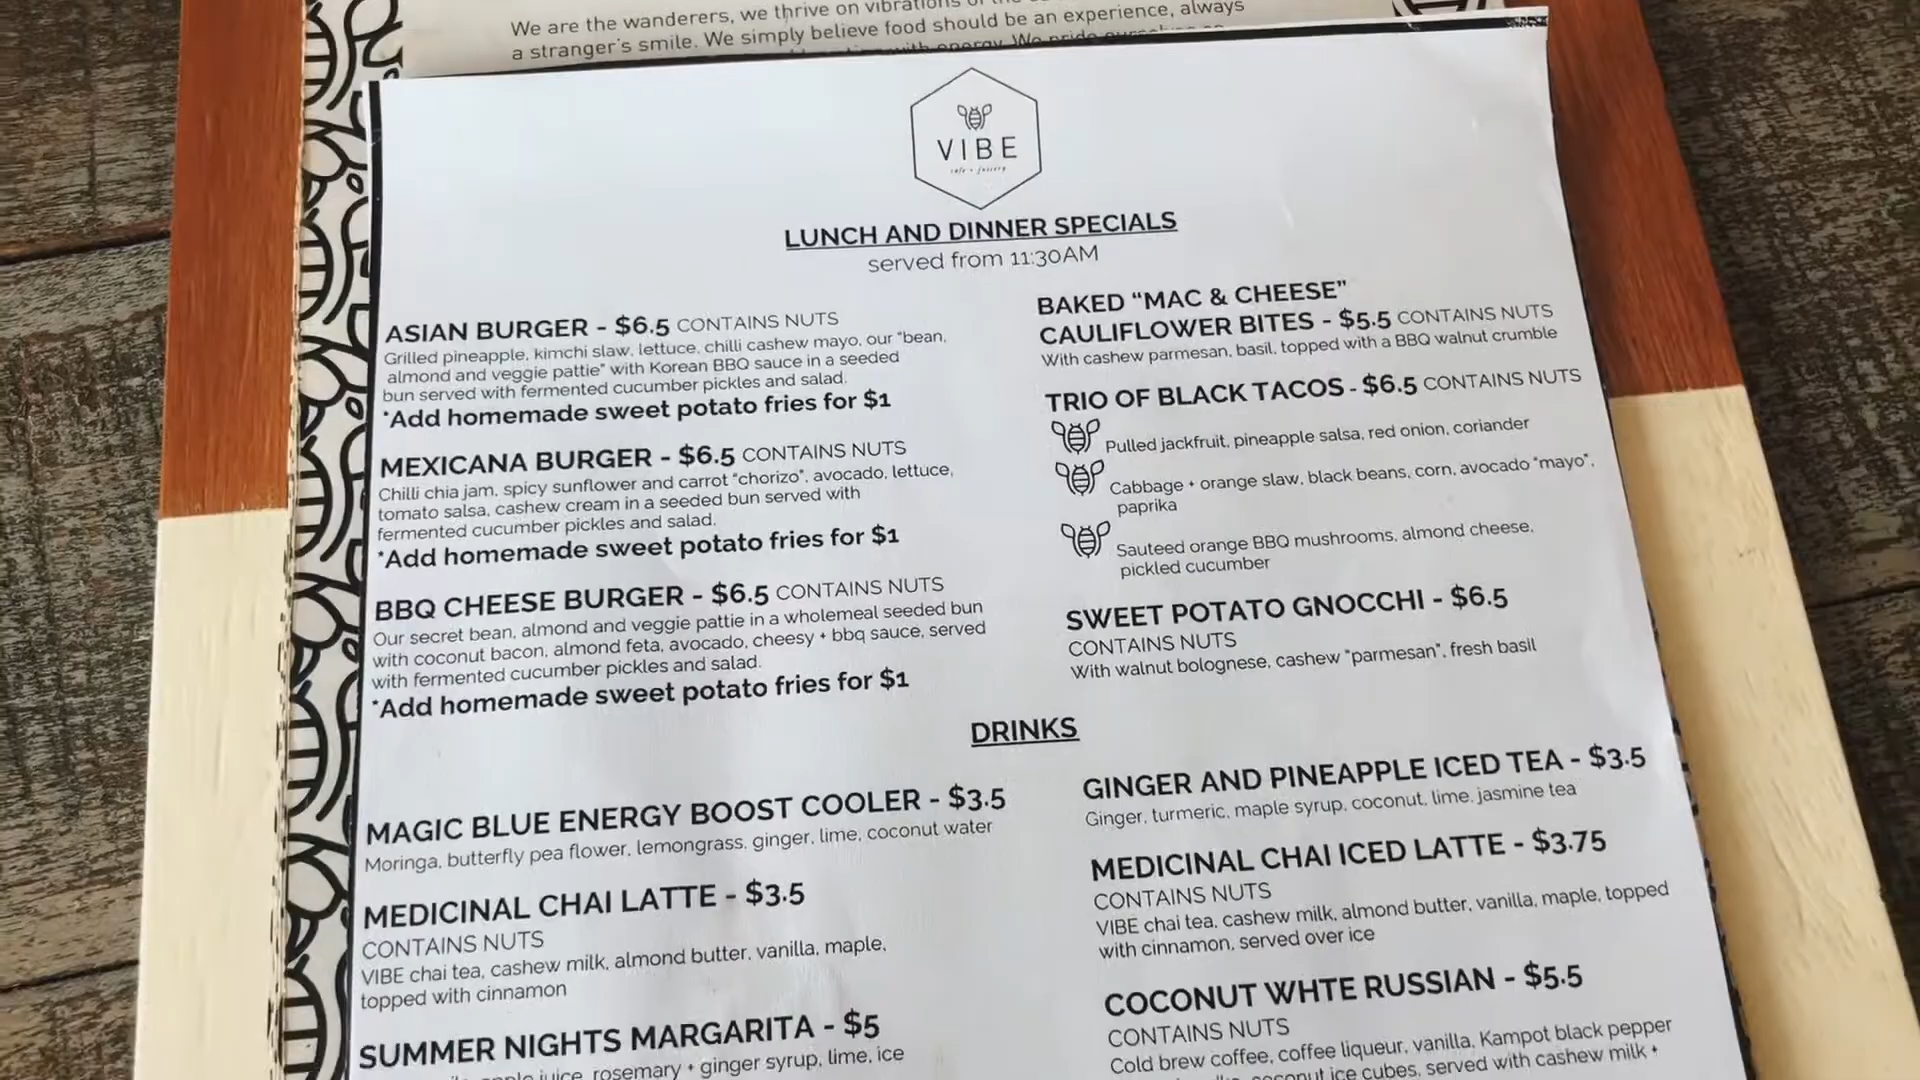 We are the wanderers, we thrive on vibrations of the
a stranger's smile. We simply believe food should be an experience, always
with energy. We pride
VIBE
LUNCH AND DINNER SPECIALS
served from 11:30AM
ASIAN BURGER - $6.5 CONTAINS NUTS
Grilled pineapple, kimchi slaw, lettuce, chilli cashew mayo, our "bean,
almond and veggie pattie" with Korean BBQ sauce in a seeded
bun served with fermented cucumber pickles and salad.
*Add homemade sweet potato fries for $1
MEXICANA BURGER - $6.5 CONTAINS NUTS
Chilli chia jam, spicy sunflower and carrot "chorizo", avocado, lettuce,
tomato salsa, cashew cream in a seeded bun served with
fermented cucumber pickles and salad.
*Add homemade sweet potato fries for $1
BBQ CHEESE BURGER - $6.5 CONTAINS NUTS
Our secret bean, almond and veggie pattie in a wholemeal seeded bun
with coconut bacon, almond feta, avocado, cheesy + bbq sauce, served
with fermented cucumber pickles and salad.
*Add homemade sweet potato fries for $1
BAKED "MAC & CHEESE"
CAULIFLOWER BITES - $5.5 CONTAINS NUTS
With cashew parmesan, basil, topped with a BBQ walnut crumble
TRIO OF BLACK TACOS - $6.5 CONTAINS NUTS
Pulled jackfruit, pineapple salsa, red onion, coriander
Cabbage + orange slaw, black beans, corn, avocado "mayo",
paprika
Sauteed orange BBQ mushrooms, almond cheese,
pickled cucumber
SWEET POTATO GNOCCHI - $6.5
CONTAINS NUTS
With walnut bolognese, cashew "parmesan", fresh basil
DRINKS
MAGIC BLUE ENERGY BOOST COOLER - $3.5
Moringa, butterfly pea flower, lemongrass, ginger, lime, coconut water
MEDICINAL CHAI LATTE - $3.5
CONTAINS NUTS
VIBE chai tea, cashew milk, almond butter, vanilla, maple,
topped with cinnamon
SUMMER NIGHTS MARGARITA - $5
juice, rosemary + ginger syrup, lime, ice
GINGER AND PINEAPPLE ICED TEA - $3.5
Ginger, turmeric, maple syrup, coconut, lime, jasmine tea
MEDICINAL CHAI ICED LATTE - $3.75
CONTAINS NUTS
VIBE chai tea, cashew milk, almond butter, vanilla, maple, topped
with cinnamon, served over ice
COCONUT WHTE RUSSIAN - $5.5
CONTAINS NUTS
Cold brew coffee, coffee liqueur, vanilla, Kampot black pepper
coconut ice cubes, served with cashew milk +